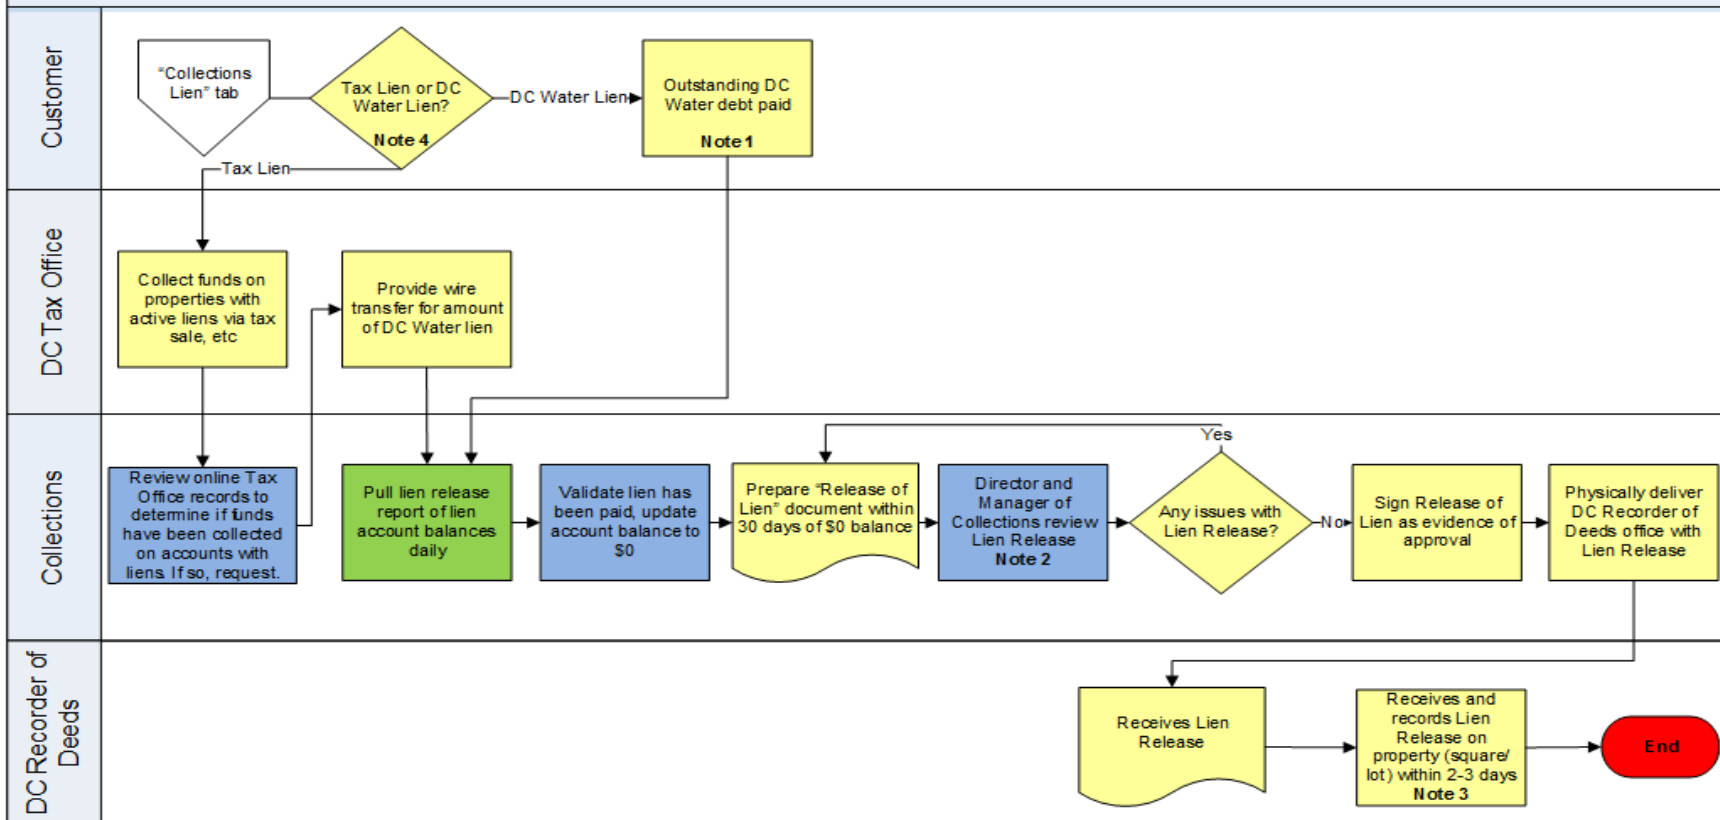 Customer
“Collections
Lien” tab
Tax Lien or DC
Water Lien?
Note 4
DC Water Lien
Outstanding DC
Water debt paid
Note 1
Tax Lien
DC Tax Office
Collect funds on
properties with
active liens via tax
sale, etc
Provide wire
transfer for amount
of DC Water lien
Collections
Review online Tax
Office records to
determine if funds
have been collected
on accounts with
liens. If so, request.
Pull lien release
report of lien
account balances
daily
Validate lien has
been paid, update
account balance to
$0
Prepare “Release of
Lien” document within
30 days of $0 balance
Director and
Manager of
Collections review
Lien Release
Note 2
Yes
Any issues with
Lien Release?
No
Sign Release of
Lien as evidence of
approval
Physically deliver
DC Recorder of
Deeds office with
Lien Release
DC Recorder of
Deeds
Receives Lien
Release
Receives and
records Lien
Release on
property (square/
lot) within 2-3 days
Note 3
End